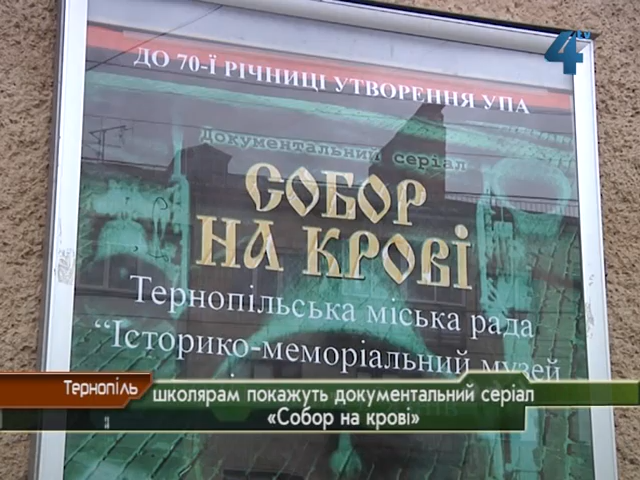 4 TV
ДО 70-Ї РІЧНИЦІ УТВОРЕННЯ УПА
документальний серіал
СОБОР
НА КРОВІ
Тернопільська міська рада
“Історико-меморіальний музей
Тернопіль
школярам покажуть документальний серіал
«Собор на крові»